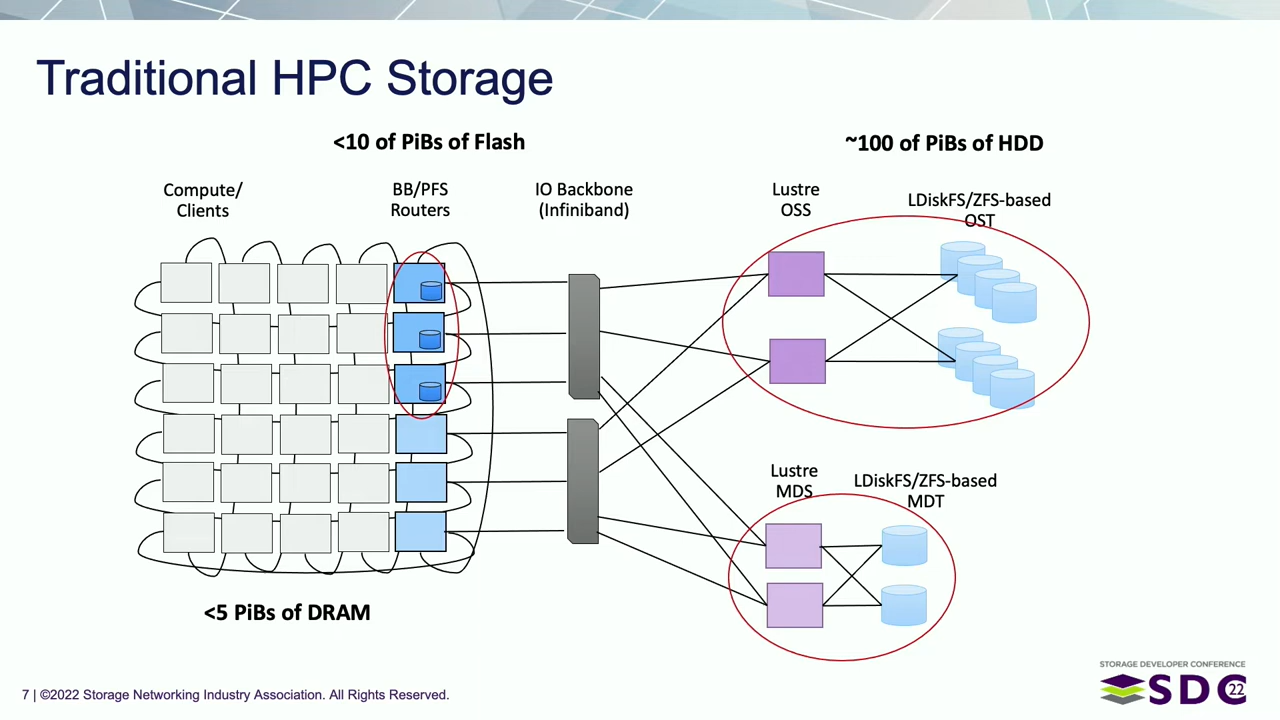 Traditional HPC Storage
<10 of PiBs of Flash
~100 of PiBs of HDD
Compute/
Clients
BB/PFS
Routers
IO Backbone
(Infiniband)
Lustre
OSS
LDiskFS/ZFS-based
OST
Lustre
MDS
LDiskFS/ZFS-based
MDT
<5 PiBs of DRAM
7 | ©2022 Storage Networking Industry Association. All Rights Reserved.
STORAGE DEVELOPER CONFERENCE
SDC 22